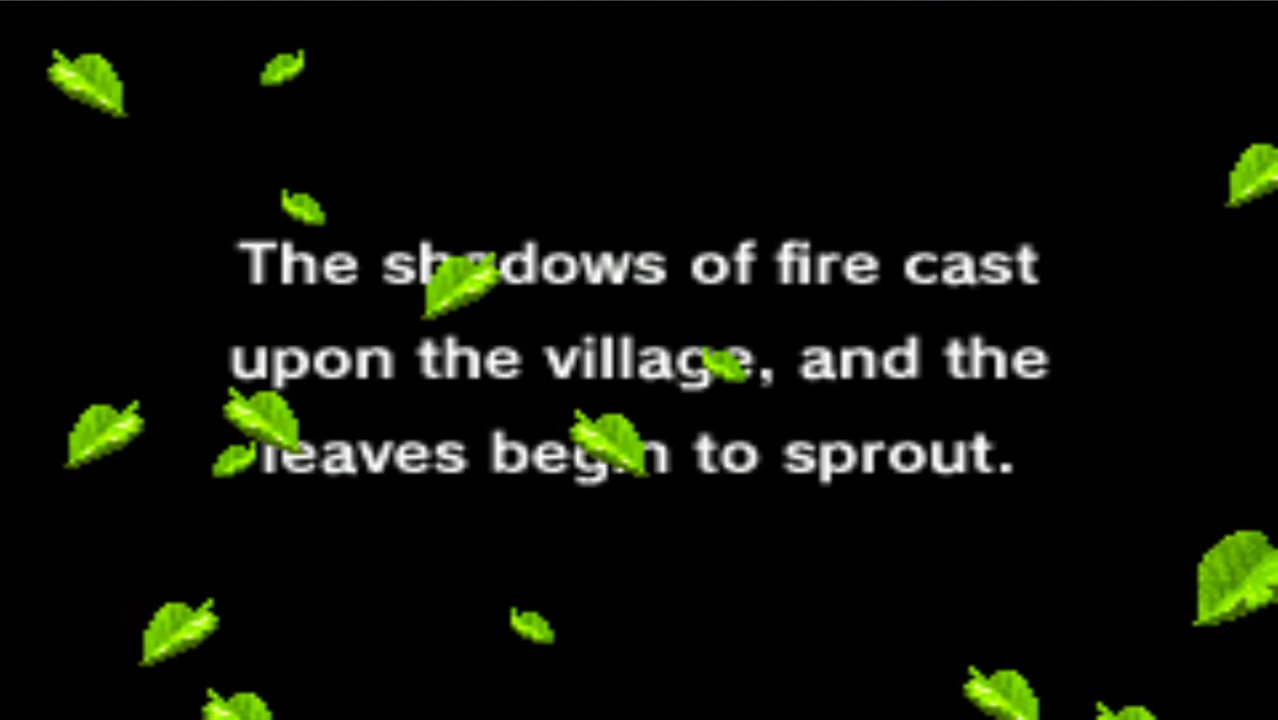 The shadows of fire cast
upon the village, and the
leaves begin to sprout.